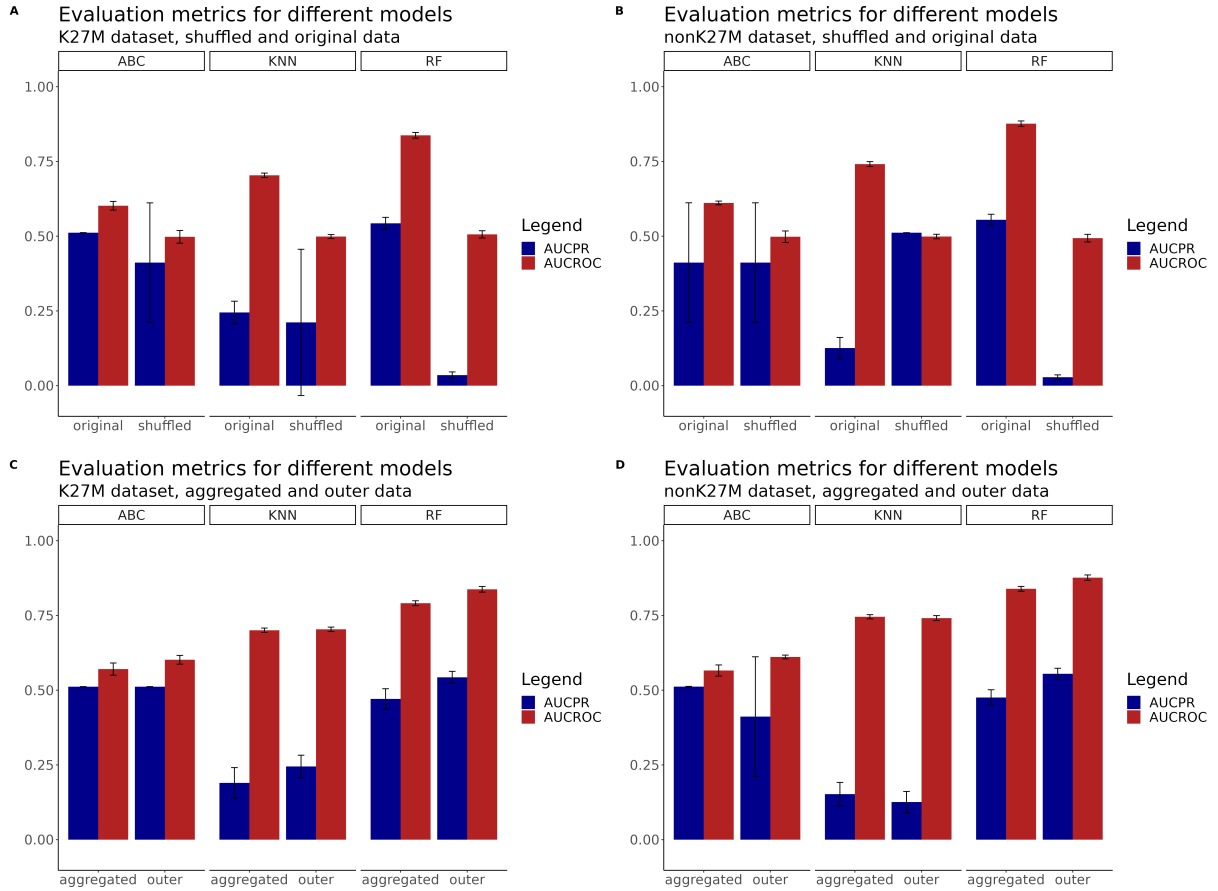 A
Evaluation metrics for different models
K27M dataset, shuffled and original data
ABC KNN RF
1.00
0.75
0.50
0.25
0.00
original shuffled original shuffled original shuffled
Legend
AUCPR
AUCROC
B
Evaluation metrics for different models
nonK27M dataset, shuffled and original data
ABC KNN RF
1.00
0.75
0.50
0.25
0.00
original shuffled original shuffled original shuffled
Legend
AUCPR
AUCROC
C
Evaluation metrics for different models
K27M dataset, aggregated and outer data
ABC KNN RF
1.00
0.75
0.50
0.25
0.00
aggregated outer aggregated outer aggregated outer
Legend
AUCPR
AUCROC
D
Evaluation metrics for different models
nonK27M dataset, aggregated and outer data
ABC KNN RF
1.00
0.75
0.50
0.25
0.00
aggregated outer aggregated outer aggregated outer
Legend
AUCPR
AUCROC